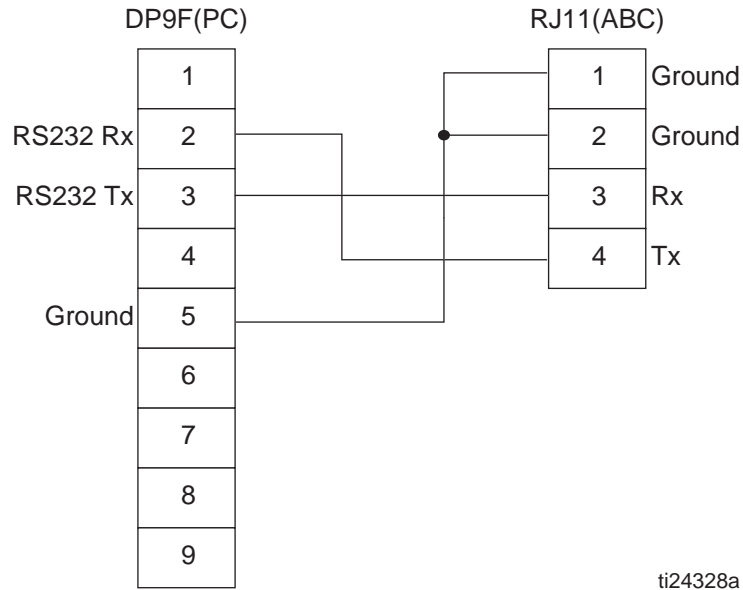 DP9F(PC)
RJ11(ABC)
1
1 Ground
RS232 Rx 2
2 Ground
RS232 Tx 3
3 Rx
4
4 Tx
Ground 5
6
7
8
9
ti24328a